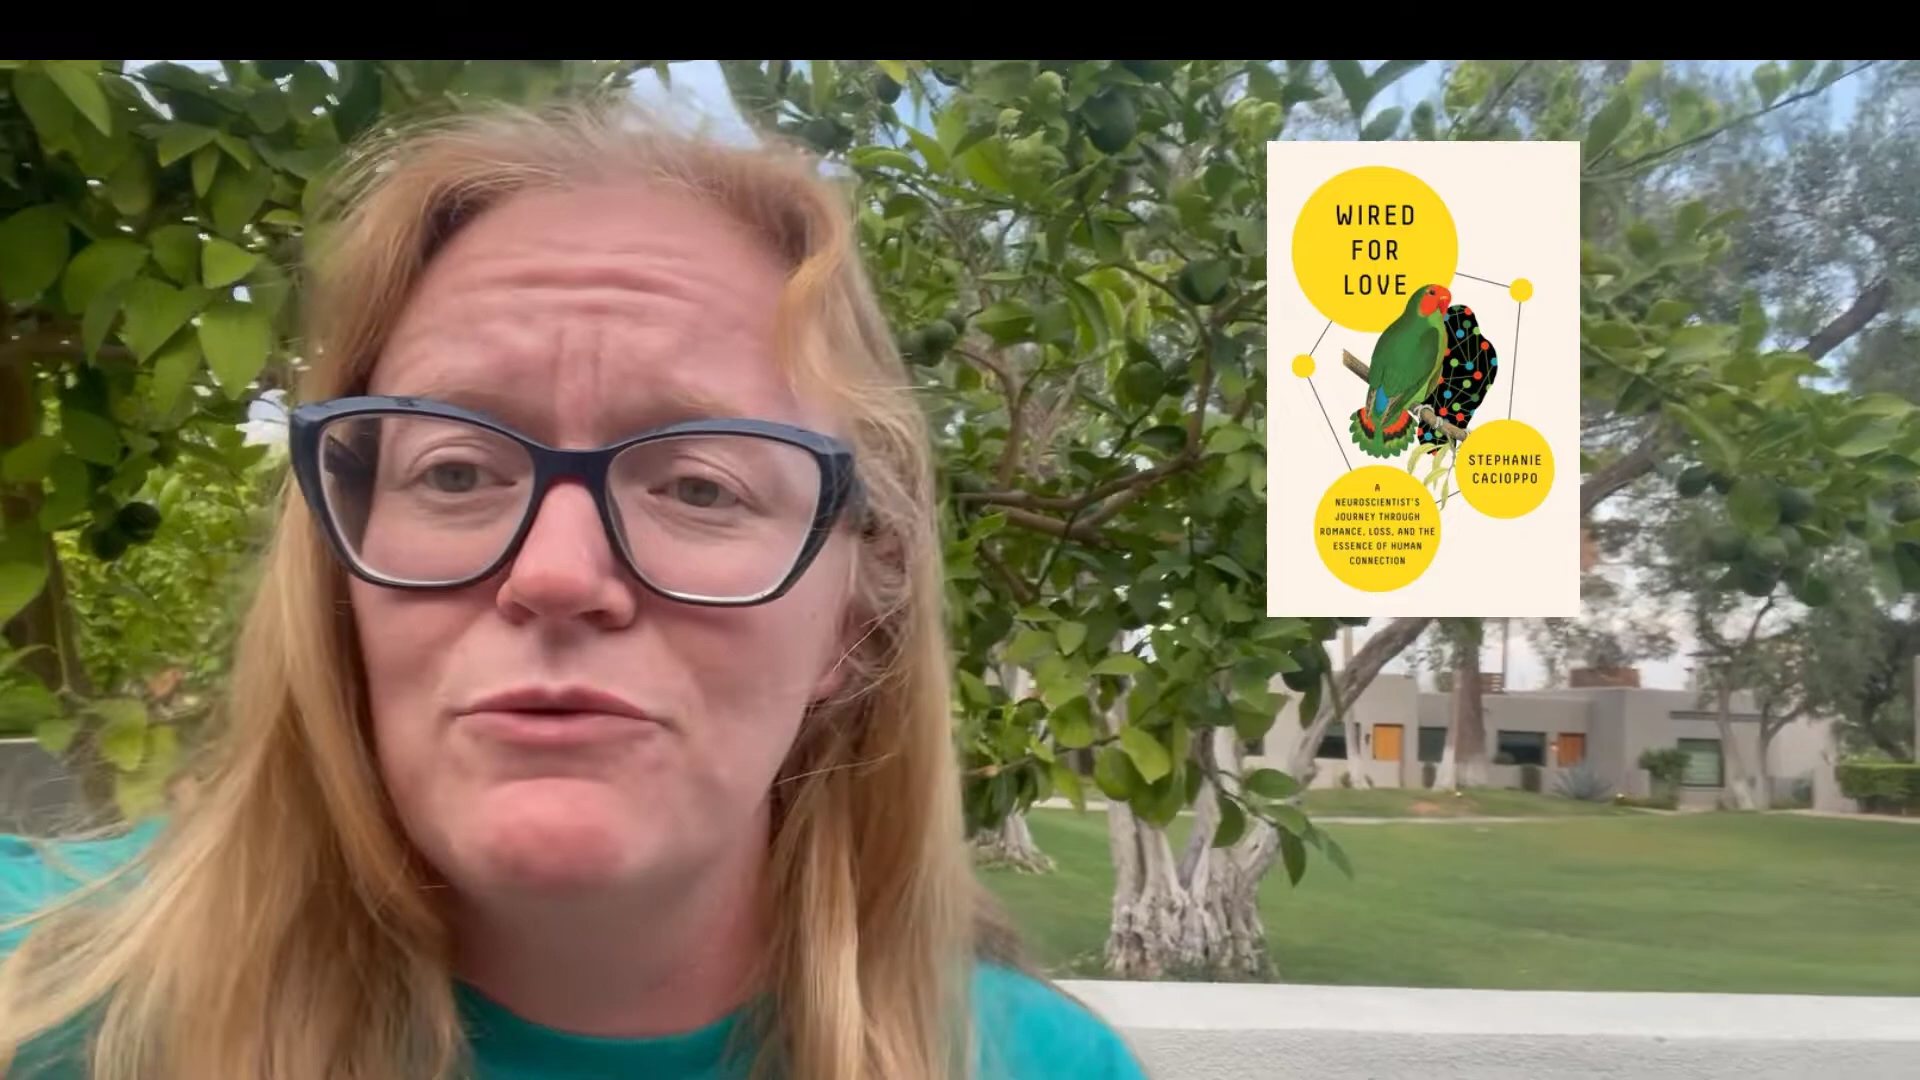 WIRED
FOR
LOVE
STEPHANIE
CACIOPPO
A
NEUROSCIENTIST'S
JOURNEY THROUGH
ROMANCE, LOSS, AND THE
ESSENCE OF HUMAN
CONNECTION